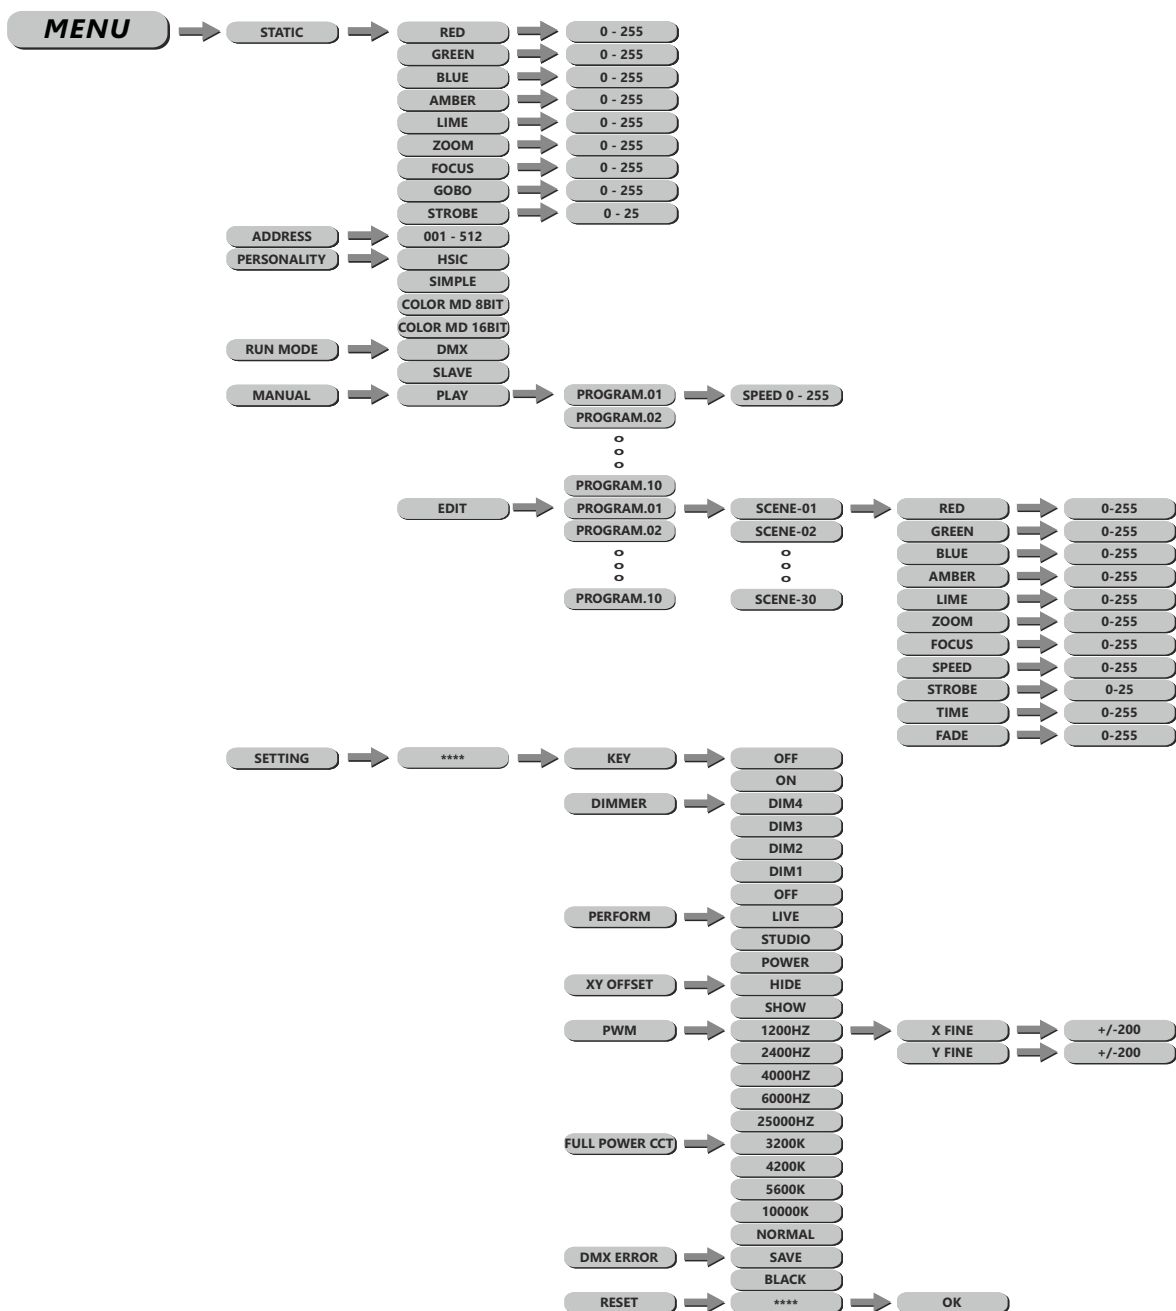 MENU STATIC RED 0 - 255
GREEN 0 - 255
BLUE 0 - 255
AMBER 0 - 255
LIME 0 - 255
ZOOM 0 - 255
FOCUS 0 - 255
GOBO 0 - 255
STROBE 0 - 25
ADDRESS 001 - 512
PERSONALITY HSIC
SIMPLE
COLOR MD 8BIT
COLOR MD 16BIT
RUN MODE DMX
SLAVE
MANUAL PLAY PROGRAM.01 SPEED 0 - 255
PROGRAM.02
PROGRAM.10
EDIT PROGRAM.01 SCENE-01 RED 0-255
PROGRAM.02 SCENE-02 GREEN 0-255
BLUE 0-255
AMBER 0-255
PROGRAM.10 SCENE-30 LIME 0-255
ZOOM 0-255
FOCUS 0-255
SPEED 0-255
STROBE 0-25
TIME 0-255
FADE 0-255
SETTING **** KEY OFF
ON
DIMMER DIM4
DIM3
DIM2
DIM1
OFF
PERFORM LIVE
STUDIO
POWER
XY OFFSET HIDE
SHOW
PWM 1200HZ X FINE +/-200
2400HZ Y FINE +/-200
4000HZ
6000HZ
25000HZ
FULL POWER CCT 3200K
4200K
5600K
10000K
NORMAL
DMX ERROR SAVE
BLACK
RESET **** OK